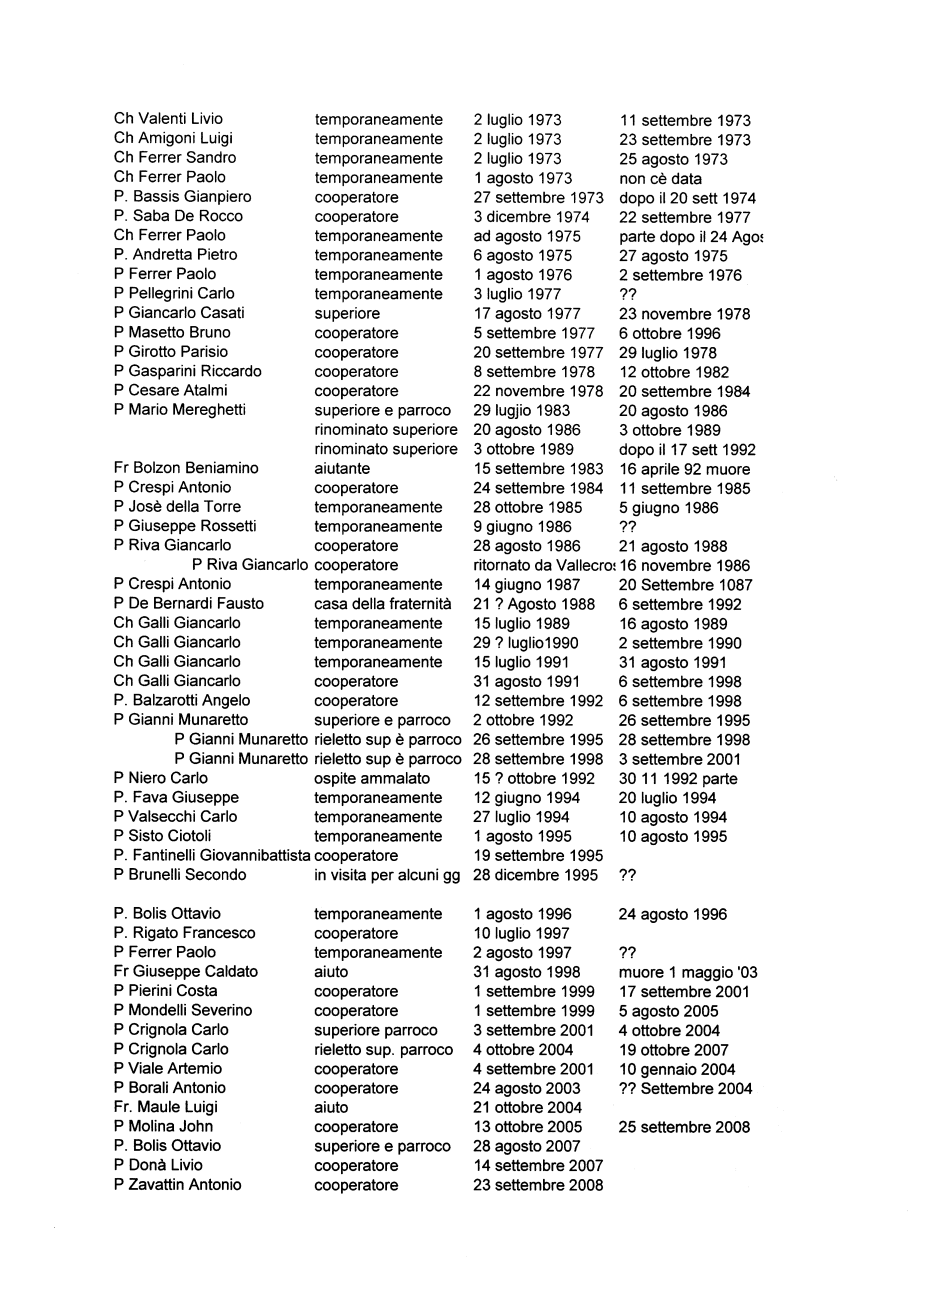 Ch Valenti Livio temporaneamente 2 luglio 1973 11 settembre 1973
Ch Amigoni Luigi temporaneamente 2 luglio 1973 23 settembre 1973
Ch Ferrer Sandro temporaneamente 2 luglio 1973 25 agosto 1973
Ch Ferrer Paolo temporaneamente 1 agosto 1973 non cè data
P. Bassis Gianpiero cooperatore 27 settembre 1973 dopo il 20 sett 1974
P. Saba De Rocco cooperatore 3 dicembre 1974 22 settembre 1977
Ch Ferrer Paolo temporaneamente ad agosto 1975 parte dopo il 24 Agos
P. Andretta Pietro temporaneamente 6 agosto 1975 27 agosto 1975
P Ferrer Paolo temporaneamente 1 agosto 1976 2 settembre 1976
P Pellegrini Carlo temporaneamente 3 luglio 1977 ??
P Giancarlo Casati superiore 17 agosto 1977 23 novembre 1978
P Masetto Bruno cooperatore 5 settembre 1977 6 ottobre 1996
P Girotto Parisio cooperatore 20 settembre 1977 29 luglio 1978
P Gasparini Riccardo cooperatore 8 settembre 1978 12 ottobre 1982
P Cesare Atalmi cooperatore 22 novembre 1978 20 settembre 1984
P Mario Mereghetti superiore e parroco 29 lugjio 1983 20 agosto 1986
rinominato superiore 20 agosto 1986 3 ottobre 1989
rinominato superiore 3 ottobre 1989 dopo il 17 sett 1992
Fr Bolzon Beniamino aiutante 15 settembre 1983 16 aprile 92 muore
P Crespi Antonio cooperatore 24 settembre 1984 11 settembre 1985
P Josè della Torre temporaneamente 28 ottobre 1985 5 giugno 1986
P Giuseppe Rossetti temporaneamente 9 giugno 1986 ??
P Riva Giancarlo cooperatore 28 agosto 1986 21 agosto 1988
P Riva Giancarlo cooperatore ritornato da Vallecros 16 novembre 1986
P Crespi Antonio temporaneamente 14 giugno 1987 20 Settembre 1087
P De Bernardi Fausto casa della fraternità 21 ? Agosto 1988 6 settembre 1992
Ch Galli Giancarlo temporaneamente 15 luglio 1989 16 agosto 1989
Ch Galli Giancarlo temporaneamente 29 ? luglio1990 2 settembre 1990
Ch Galli Giancarlo temporaneamente 15 luglio 1991 31 agosto 1991
Ch Galli Giancarlo cooperatore 31 agosto 1991 6 settembre 1998
P. Balzarotti Angelo cooperatore 12 settembre 1992 6 settembre 1998
P Gianni Munaretto superiore e parroco 2 ottobre 1992 26 settembre 1995
P Gianni Munaretto rieletto sup è parroco 26 settembre 1995 28 settembre 1998
P Gianni Munaretto rieletto sup è parroco 28 settembre 1998 3 settembre 2001
P Niero Carlo ospite ammalato 15 ? ottobre 1992 30 11 1992 parte
P. Fava Giuseppe temporaneamente 12 giugno 1994 20 luglio 1994
P Valsecchi Carlo temporaneamente 27 luglio 1994 10 agosto 1994
P Sisto Ciotoli temporaneamente 1 agosto 1995 10 agosto 1995
P. Fantinelli Giovannibattista cooperatore 19 settembre 1995
P Brunelli Secondo in visita per alcuni gg 28 dicembre 1995 ??
P. Bolis Ottavio temporaneamente 1 agosto 1996 24 agosto 1996
P. Rigato Francesco cooperatore 10 luglio 1997
P Ferrer Paolo temporaneamente 2 agosto 1997 ??
Fr Giuseppe Caldato aiuto 31 agosto 1998 muore 1 maggio '03
P Pierini Costa cooperatore 1 settembre 1999 17 settembre 2001
P Mondelli Severino cooperatore 1 settembre 1999 5 agosto 2005
P Crignola Carlo superiore parroco 3 settembre 2001 4 ottobre 2004
P Crignola Carlo rieletto sup. parroco 4 ottobre 2004 19 ottobre 2007
P Viale Artemio cooperatore 4 settembre 2001 10 gennaio 2004
P Borali Antonio cooperatore 24 agosto 2003 ?? Settembre 2004
Fr. Maule Luigi aiuto 21 ottobre 2004
P Molina John cooperatore 13 ottobre 2005 25 settembre 2008
P. Bolis Ottavio superiore e parroco 28 agosto 2007
P Donà Livio cooperatore 14 settembre 2007
P Zavattin Antonio cooperatore 23 settembre 2008